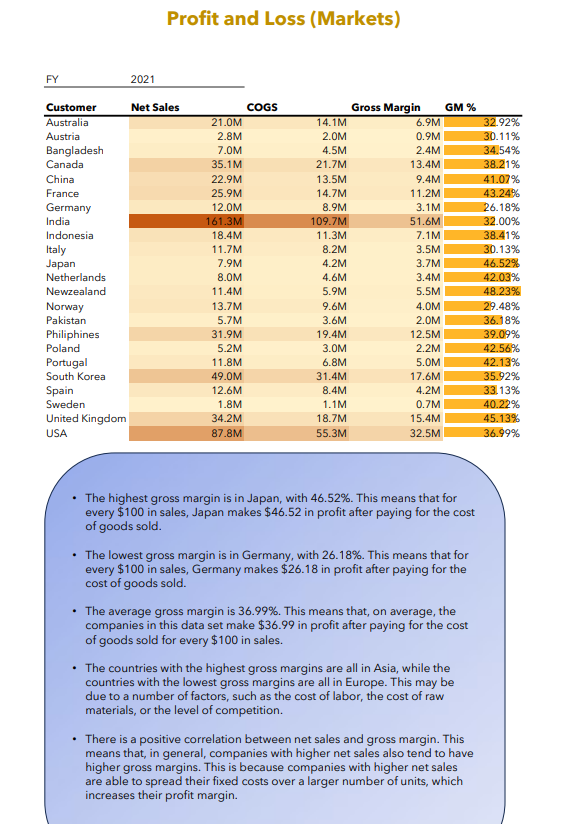 Profit and Loss (Markets)
FY 2021
Customer Net Sales COGS Gross Margin GM %
Australia 21.0M 14.1M 6.9M 32.92%
Austria 2.8M 2.0M 0.9M 30.11%
Bangladesh 7.0M 4.5M 2.4M 34.54%
Canada 35.1M 21.7M 13.4M 38.21%
China 22.9M 13.5M 9.4M 41.07%
France 25.9M 14.7M 11.2M 43.24%
Germany 12.0M 8.9M 3.1M 26.18%
India 161.3M 109.7M 51.6M 32.00%
Indonesia 18.4M 11.3M 7.1M 38.41%
Italy 11.7M 8.2M 3.5M 30.13%
Japan 7.9M 4.2M 3.7M 46.52%
Netherlands 8.0M 4.6M 3.4M 42.03%
Newzealand 11.4M 5.9M 5.5M 48.23%
Norway 13.7M 9.6M 4.0M 29.48%
Pakistan 5.7M 3.6M 2.0M 36.18%
Philiphines 31.9M 19.4M 12.5M 39.09%
Poland 5.2M 3.0M 2.2M 42.56%
Portugal 11.8M 6.8M 5.0M 42.13%
South Korea 49.0M 31.4M 17.6M 35.92%
Spain 12.6M 8.4M 4.2M 33.13%
Sweden 1.8M 1.1M 0.7M 40.22%
United Kingdom 34.2M 18.7M 15.4M 45.13%
USA 87.8M 55.3M 32.5M 36.99%
• The highest gross margin is in Japan, with 46.52%. This means that for
every $100 in sales, Japan makes $46.52 in profit after paying for the cost
of goods sold.
• The lowest gross margin is in Germany, with 26.18%. This means that for
every $100 in sales, Germany makes $26.18 in profit after paying for the
cost of goods sold.
• The average gross margin is 36.99%. This means that, on average, the
companies in this data set make $36.99 in profit after paying for the cost
of goods sold for every $100 in sales.
• The countries with the highest gross margins are all in Asia, while the
countries with the lowest gross margins are all in Europe. This may be
due to a number of factors, such as the cost of labor, the cost of raw
materials, or the level of competition.
• There is a positive correlation between net sales and gross margin. This
means that, in general, companies with higher net sales also tend to have
higher gross margins. This is because companies with higher net sales
are able to spread their fixed costs over a larger number of units, which
increases their profit margin.